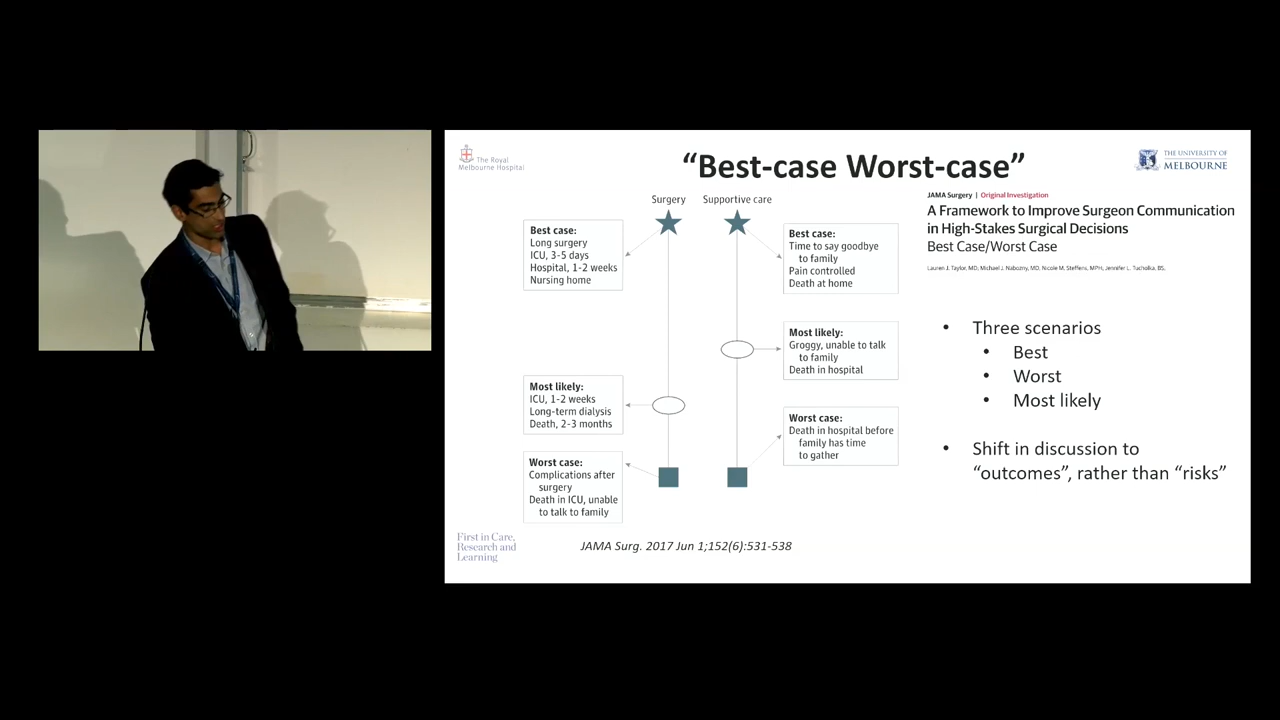 The Royal
Melbourne Hospital
“Best-case Worst-case”
THE UNIVERSITY OF
MELBOURNE
Surgery
Supportive care
Best case:
Long surgery
ICU, 3-5 days
Hospital, 1-2 weeks
Nursing home
Most likely:
ICU, 1-2 weeks
Long-term dialysis
Death, 2-3 months
Worst case:
Complications after
surgery
Death in ICU, unable
to talk to family
Best case:
Time to say goodbye
to family
Pain controlled
Death at home
Most likely:
Groggy, unable to talk
to family
Death in hospital
Worst case:
Death in hospital before
family has time
to gather
JAMA Surgery | Original Investigation
A Framework to Improve Surgeon Communication
in High-Stakes Surgical Decisions
Best Case/Worst Case
Lauren J. Taylor, MD, Michael J. Nabozny, MD, Nicole M. Steffens, MPH, Jennifer L. Tucholka, BS,
• Three scenarios
• Best
• Worst
• Most likely
• Shift in discussion to
“outcomes”, rather than “risks”
First in Care,
Research and
Learning
JAMA Surg. 2017 Jun 1;152(6):531-538